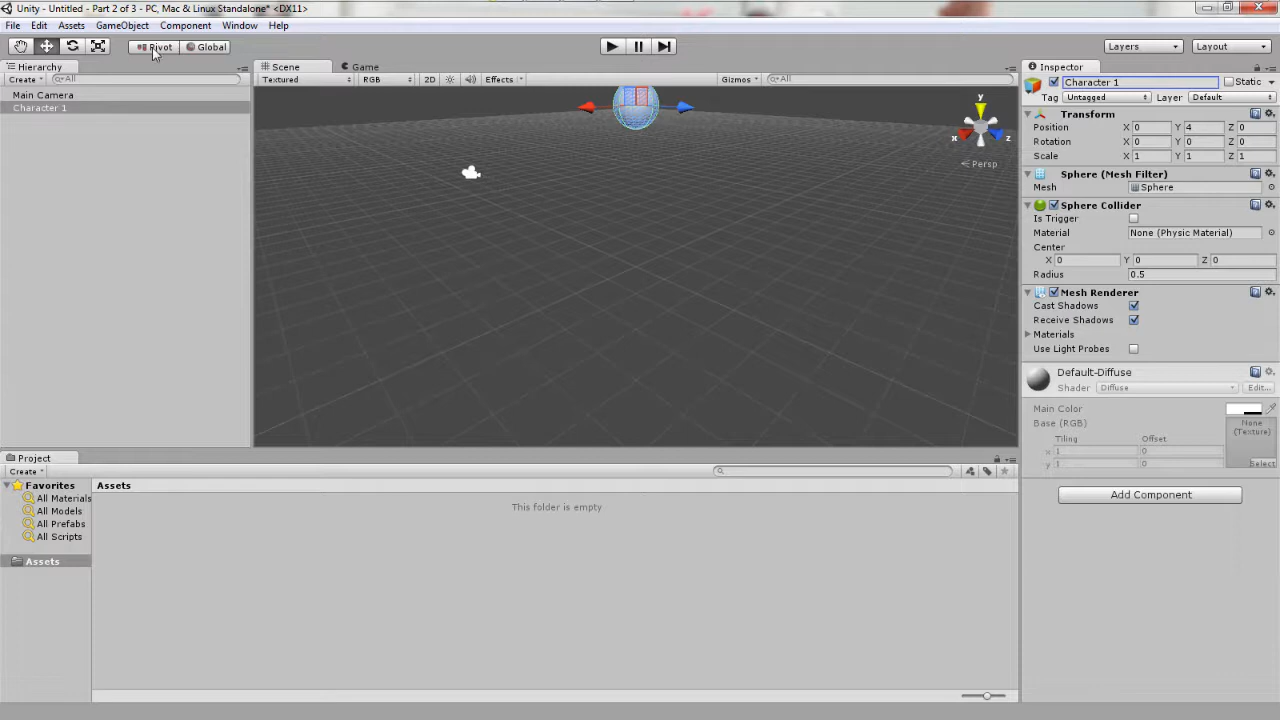 Unity - Untitled - Part 2 of 3 - PC, Mac & Linux Standalone* <DX11>
File Edit Assets GameObject Component Window Help
Pivot Global Layers Layout
Hierarchy
Create All
Main Camera
Character 1
Scene Game
Textured RGB 2D Effects Gizmos All
y
x z
Persp
Inspector
Character 1 Static
Tag Untagged Layer Default
Transform
Position X 0 Y 4 Z 0
Rotation X 0 Y 0 Z 0
Scale X 1 Y 1 Z 1
Sphere (Mesh Filter)
Mesh Sphere
Sphere Collider
Is Trigger
Material None (Physic Material)
Center
X 0 Y 0 Z 0
Radius 0.5
Mesh Renderer
Cast Shadows
Receive Shadows
Materials
Use Light Probes
Default-Diffuse
Shader Diffuse Edit...
Main Color
Base (RGB) None (Texture)
Tiling Offset
x 1 0
y 1 0
Select
Add Component
Project
Create
Favorites
All Materials
All Models
All Prefabs
All Scripts
Assets
Assets
This folder is empty